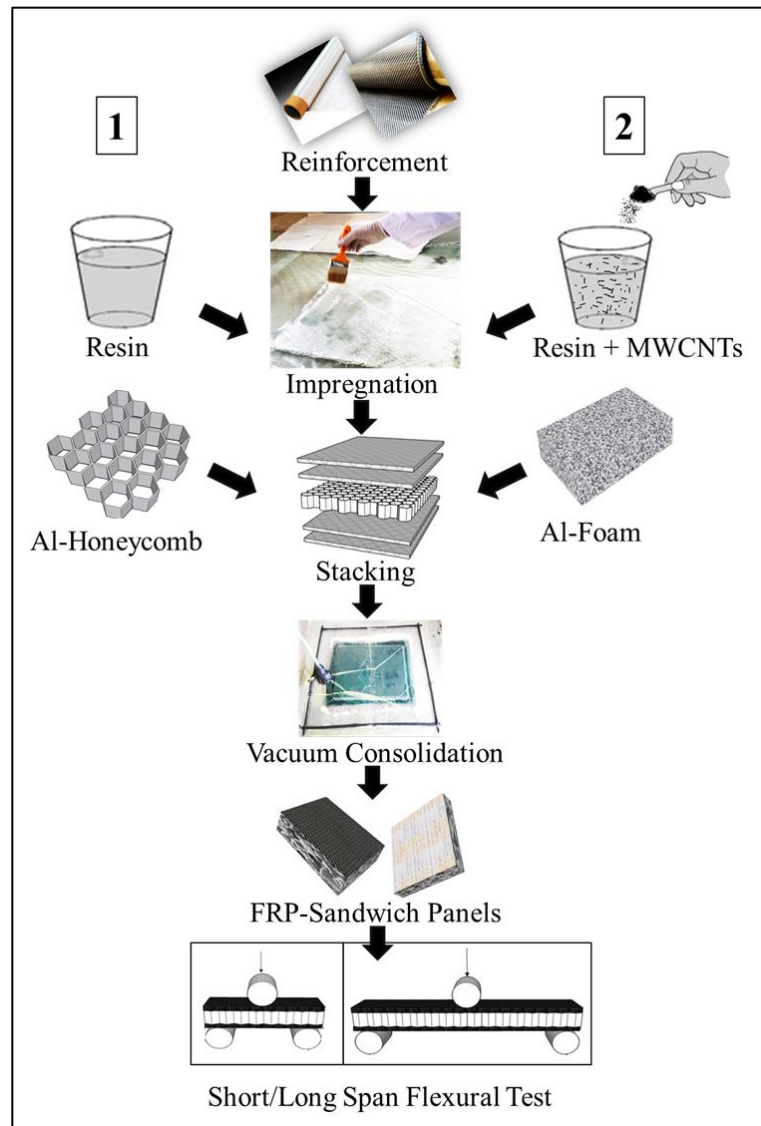 1
2
Reinforcement
Resin
Resin + MWCNTs
Impregnation
Al-Honeycomb
Al-Foam
Stacking
Vacuum Consolidation
FRP-Sandwich Panels
Short/Long Span Flexural Test